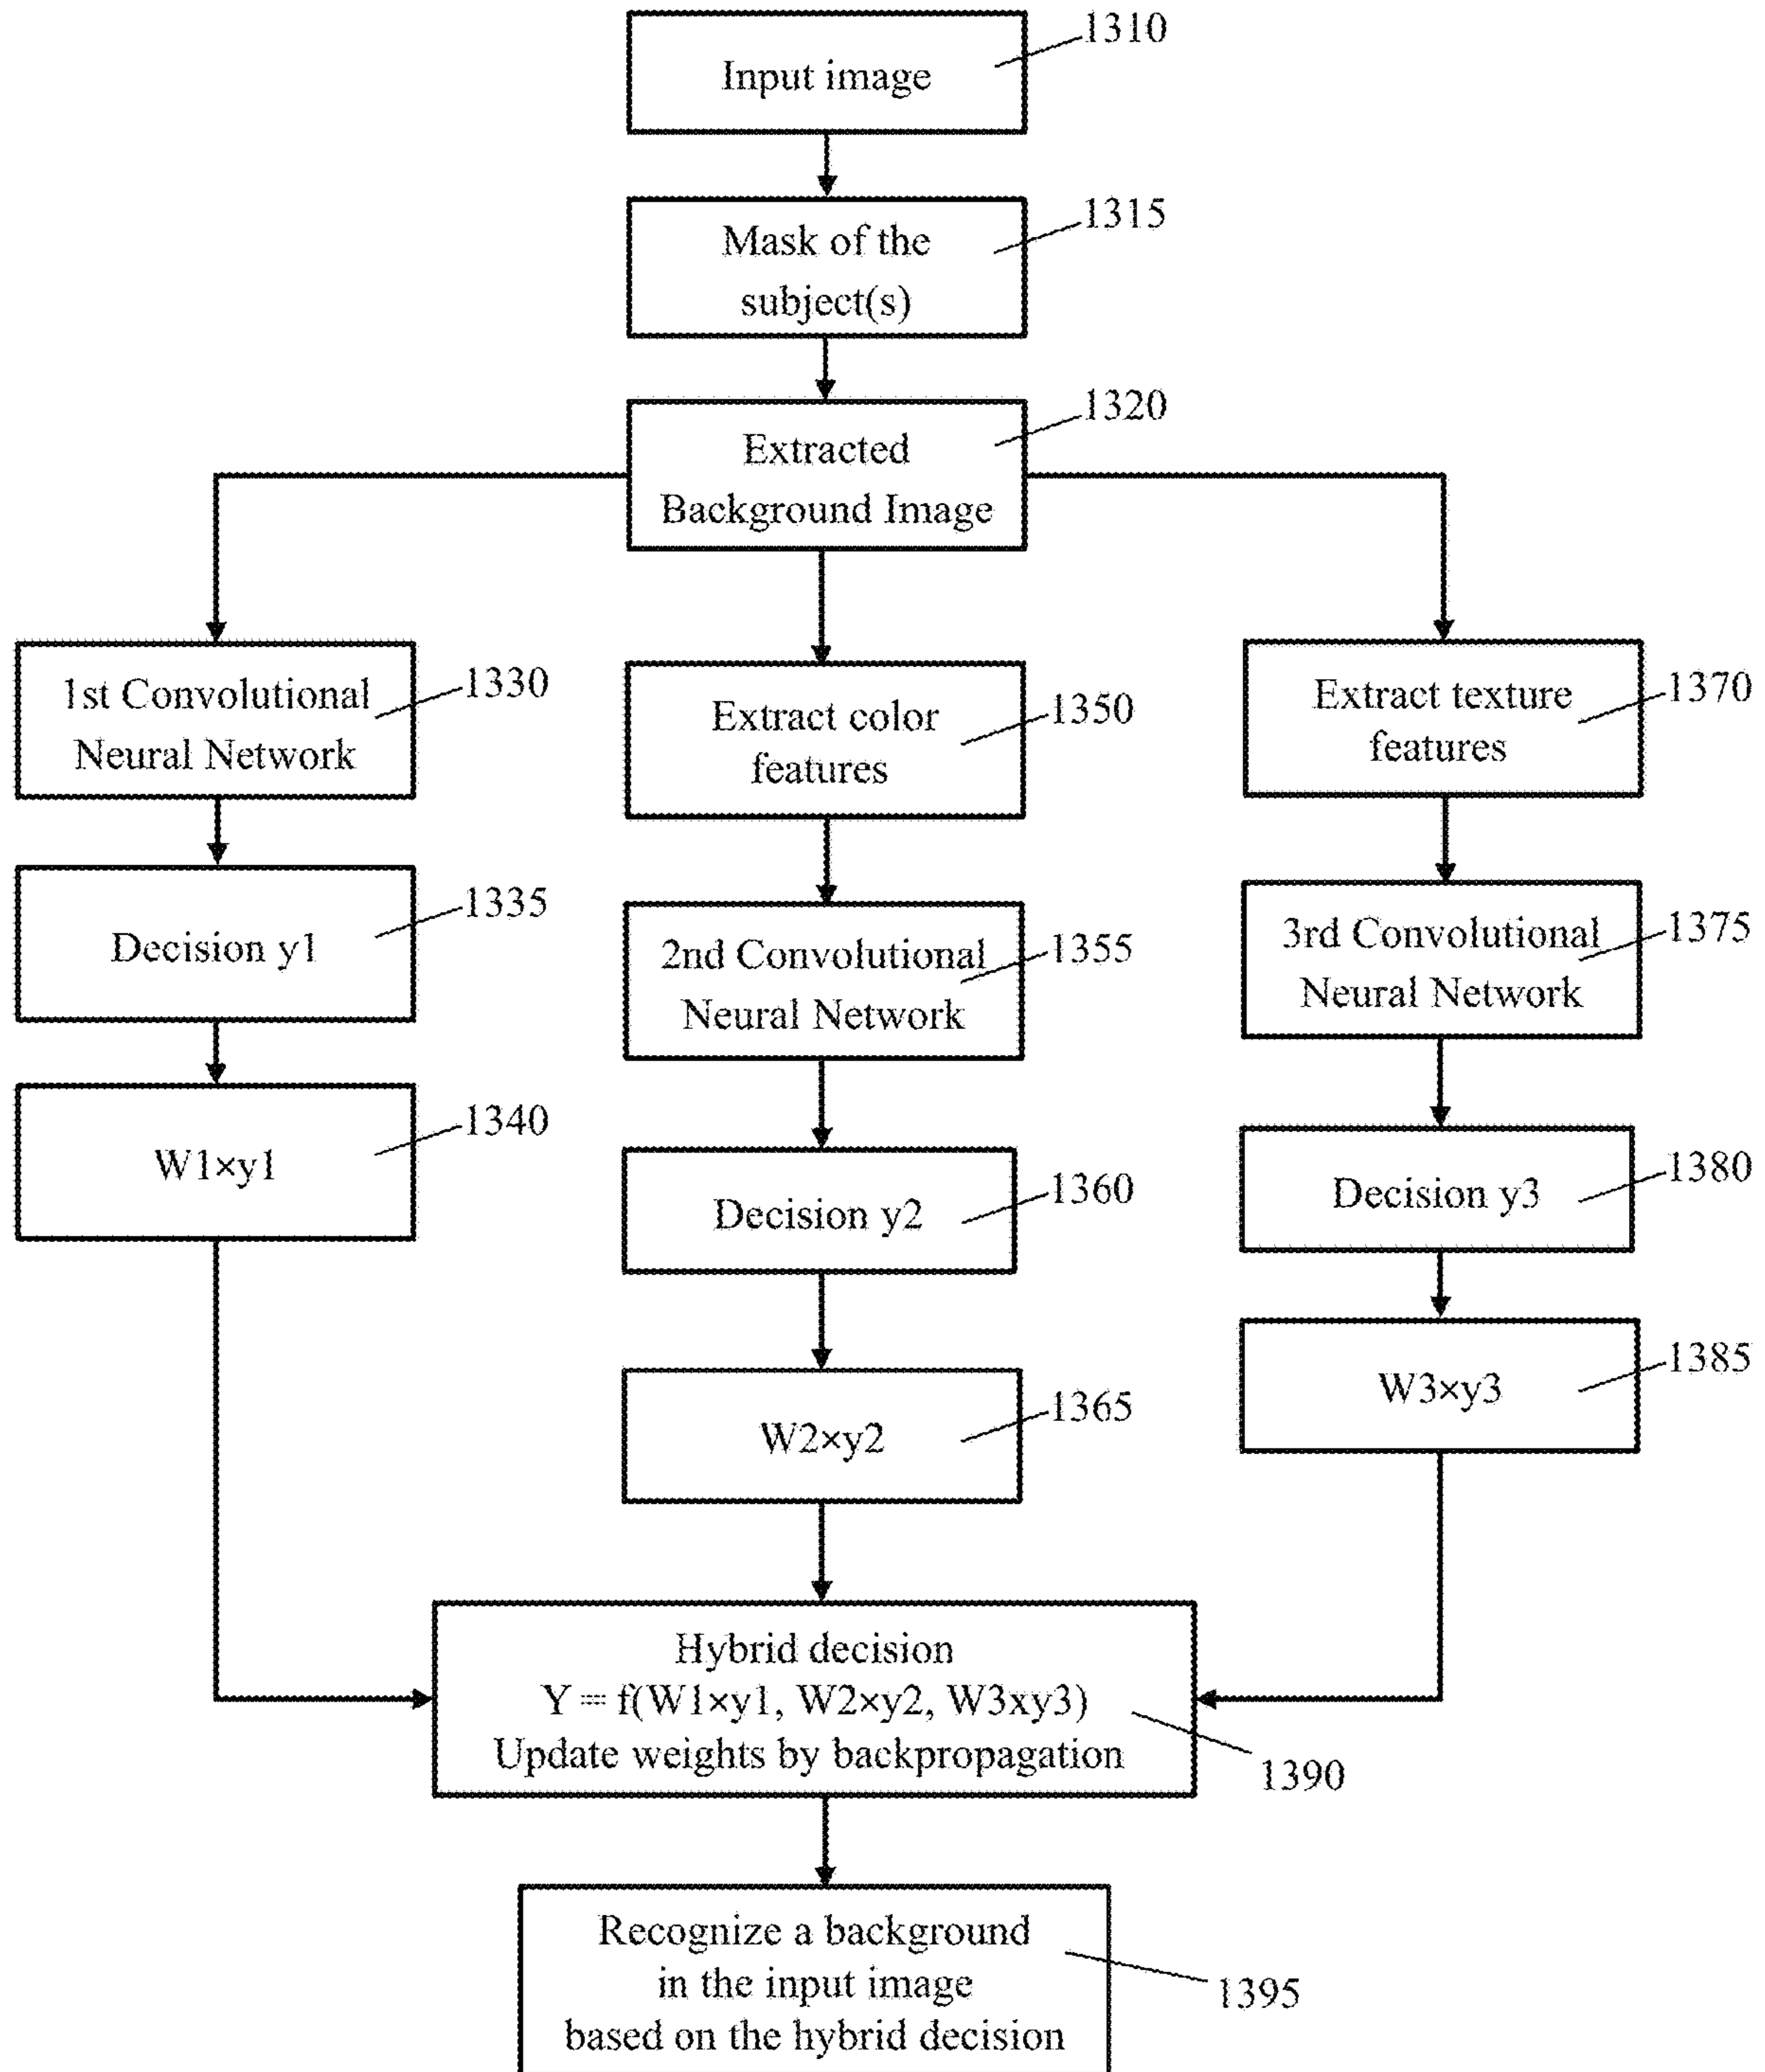 1310
Input image
1315
Mask of the
subject(s)
1320
Extracted
Background Image
1st Convolutional
Neural Network
1330
Extract color
features
1350
Extract texture
features
1370
Decision y1
1335
2nd Convolutional
Neural Network
1355
3rd Convolutional
Neural Network
1375
W1×y1
1340
Decision y2
1360
Decision y3
1380
W2×y2
1365
W3×y3
1385
Hybrid decision
Y = f(W1×y1, W2×y2, W3xy3)
Update weights by backpropagation
1390
Recognize a background
in the input image
based on the hybrid decision
1395